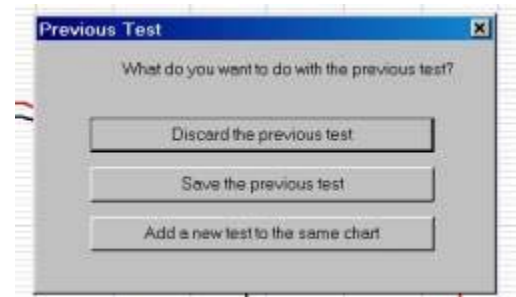 Previous Test
What do you want to do with the previous test?
Discard the previous test
Save the previous test
Add a new test to the same chart